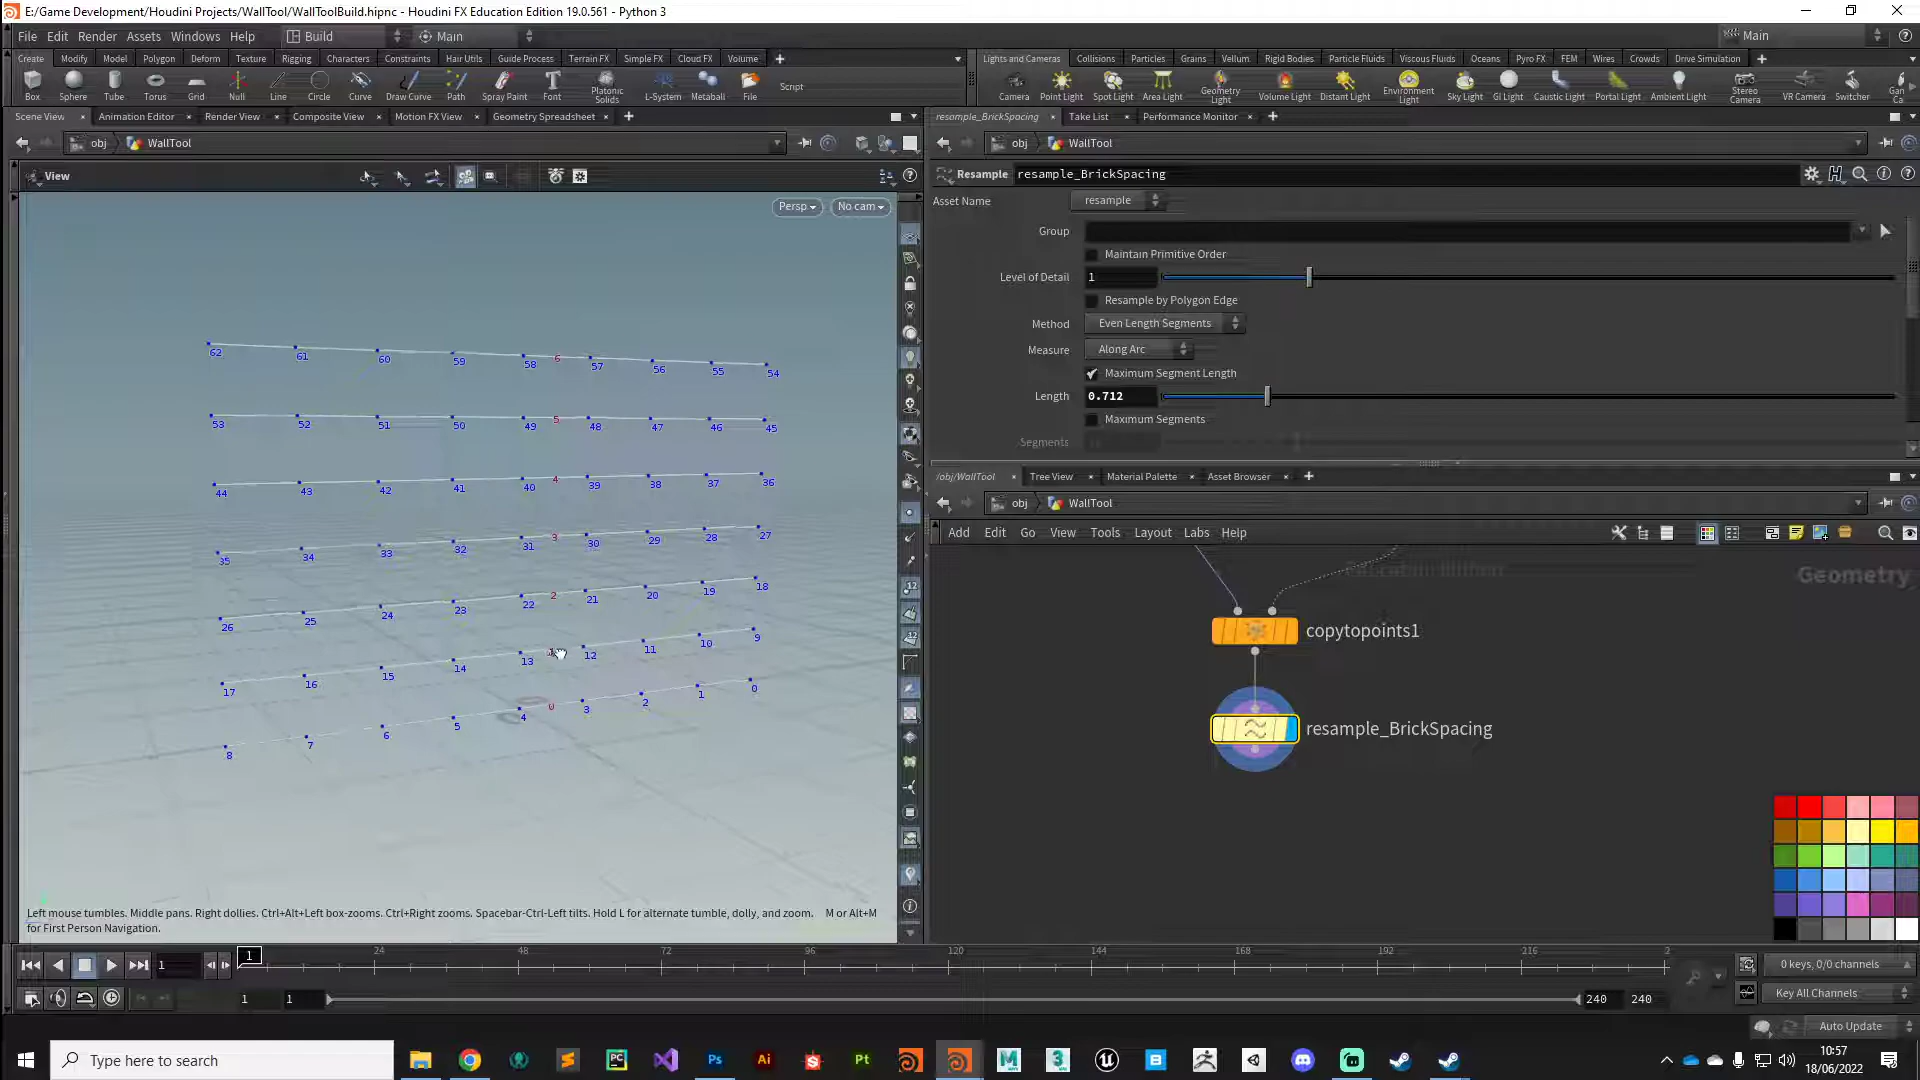 E:/Game Development/Houdini Projects/WallTool/WallToolBuild.hipnc - Houdini FX Education Edition 19.0.561 - Python 3
File Edit Render Assets Windows Help Build Main Main
Create Modify Model Polygon Deform Texture Rigging Characters Constraints Hair Utils Guide Process Terrain FX Simple FX Cloud FX Volume
Lights and Cameras Collisions Particles Grains Vellum Rigid Bodies Particle Fluids Viscous Fluids Oceans Pyro FX FEM Wires Crowds Drive Simulation
Box Sphere Tube Torus Grid Null Line Circle Curve Draw Curve Path Spray Paint Font Platonic Solids L-System Metaball File Script
Camera Point Light Spot Light Area Light Geometry Light Volume Light Distant Light Environment Light Sky Light GI Light Caustic Light Portal Light Ambient Light Stereo Camera VR Camera Switcher
Scene View Animation Editor Render View Composite View Motion FX View Geometry Spreadsheet
resample_BrickSpacing Take List Performance Monitor
obj WallTool
obj WallTool
View
Persp No cam
Resample resample_BrickSpacing
Asset Name resample
Group
Maintain Primitive Order
Level of Detail 1
Resample by Polygon Edge
Method Even Length Segments
Measure Along Arc
Maximum Segment Length
Length 0.712
Maximum Segments
Segments
62 61 60 59 58 6 57 56 55 54
53 52 51 50 49 5 48 47 46 45
44 43 42 41 40 4 39 38 37 36
35 34 33 32 31 3 30 29 28 27
26 25 24 23 22 2 21 20 19 18
17 16 15 14 13 12 11 10 9
8 7 6 5 4 0 3 2 1 0
/obj/WallTool Tree View Material Palette Asset Browser
obj WallTool
Add Edit Go View Tools Layout Labs Help
Geometry
copytopoints1
resample_BrickSpacing
Left mouse tumbles. Middle pans. Right dollies. Ctrl+Alt+Left box-zooms. Ctrl+Right zooms. Spacebar-Ctrl-Left tilts. Hold L for alternate tumble, dolly, and zoom. M or Alt+M
for First Person Navigation.
1 1 24 48 72 96 120 144 168 192 216 2
0 keys, 0/0 channels
1 1 240 240
Key All Channels
Auto Update
Type here to search
10:57
18/06/2022